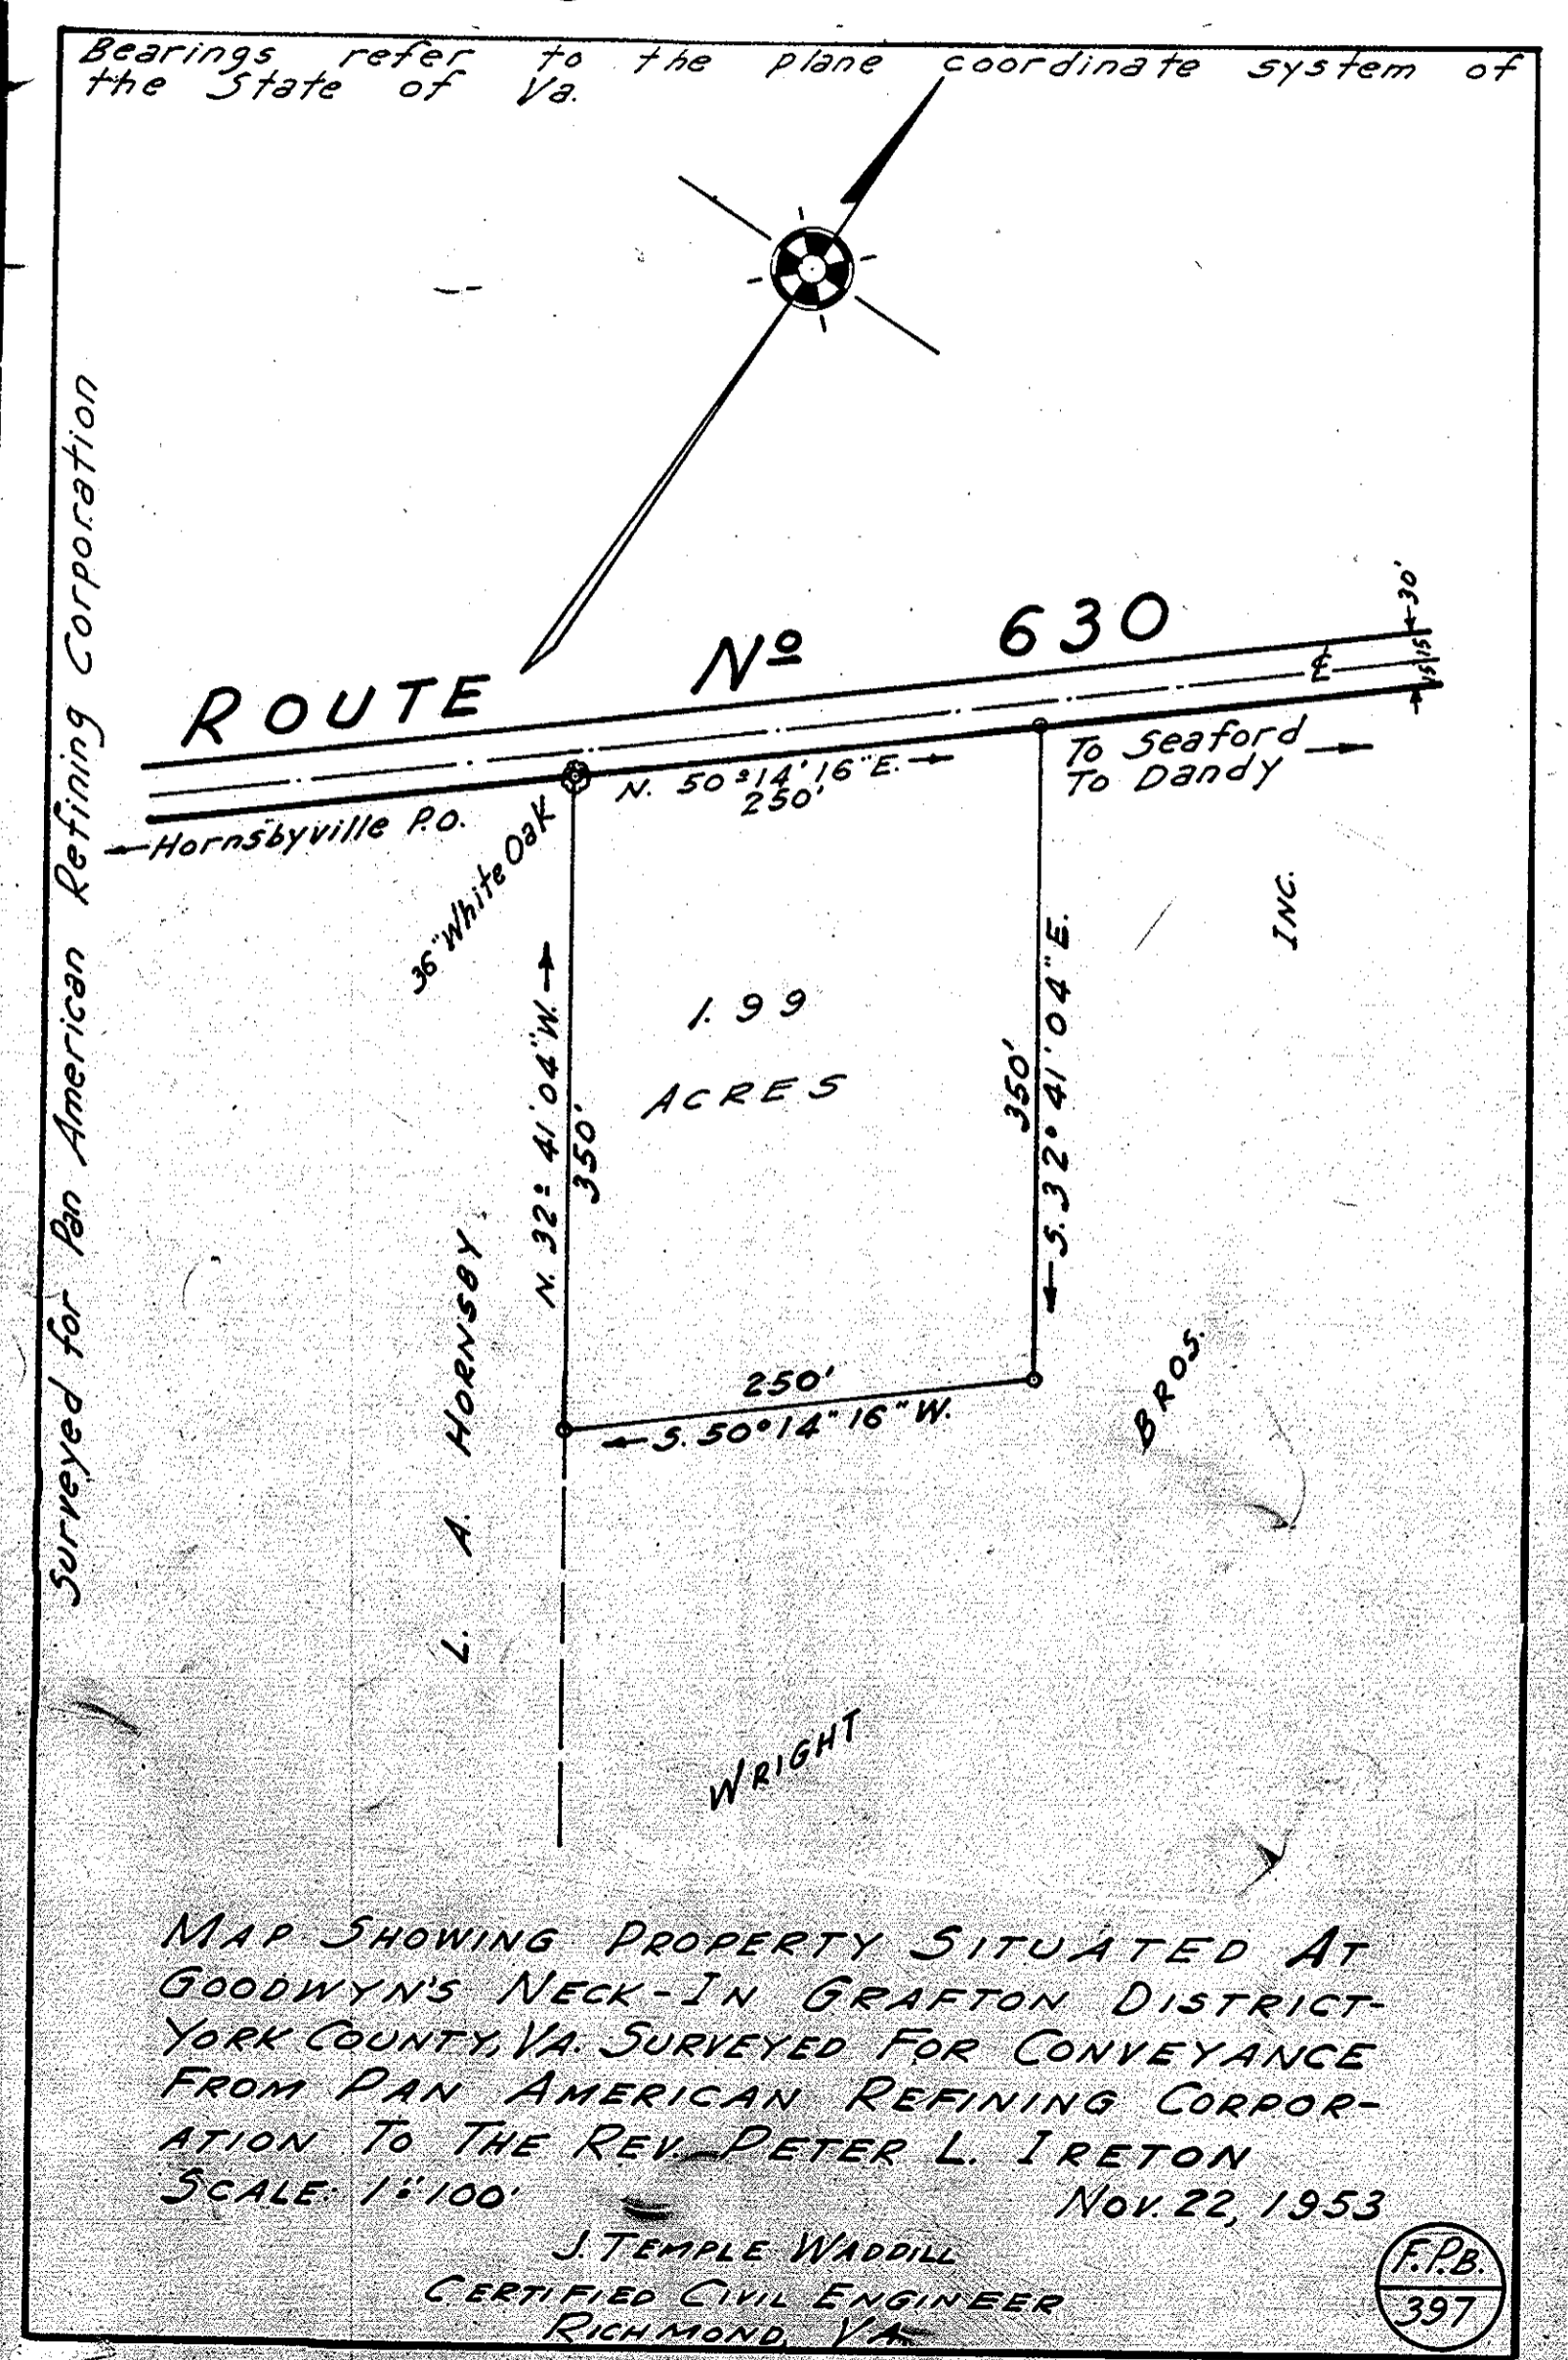 Bearings refer to the plane coordinate system of
the State of Va.
Surveyed for Pan American Refining Corporation
ROUTE Nº 630
30'
15 15
℄
To Seaford
To Dandy
Hornsbyville P.O.
36" White Oak
N. 50°14'16"E.
250'
N. 32° 41' 04" W.
350'
1.99
ACRES
350'
S. 32° 41' 04" E.
250'
S. 50°14"16"W.
L. A. HORNSBY
WRIGHT BROS. INC.
MAP SHOWING PROPERTY SITUATED AT
GOODWYN'S NECK-IN GRAFTON DISTRICT-
YORK COUNTY, VA. SURVEYED FOR CONVEYANCE
FROM PAN AMERICAN REFINING CORPOR-
ATION TO THE REV. PETER L. IRETON
SCALE: 1"=100' NOV. 22, 1953
J. TEMPLE WADDILL
CERTIFIED CIVIL ENGINEER
RICHMOND, VA.
F.P.B.
397